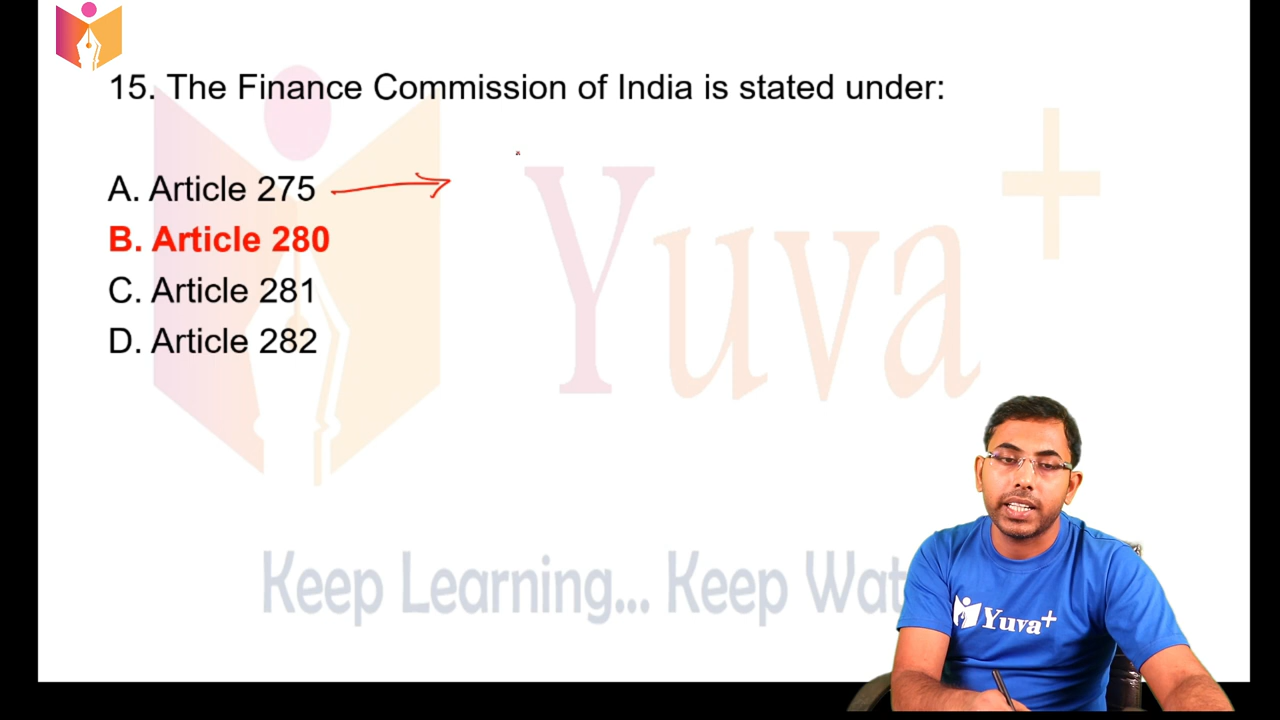 15. The Finance Commission of India is stated under:
A. Article 275
B. Article 280
C. Article 281
D. Article 282
Yuva+
Keep Learning... Keep Wat
Yuva+